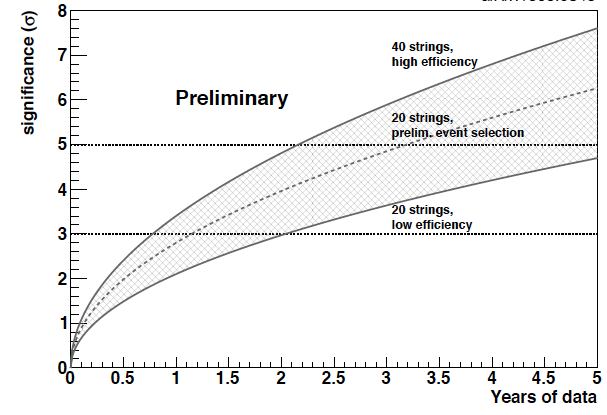 8
7
6
5
4
3
2
1
0
significance (σ)
Preliminary
40 strings,
high efficiency
20 strings,
prelim. event selection
20 strings,
low efficiency
0 0.5 1 1.5 2 2.5 3 3.5 4 4.5 5
Years of data